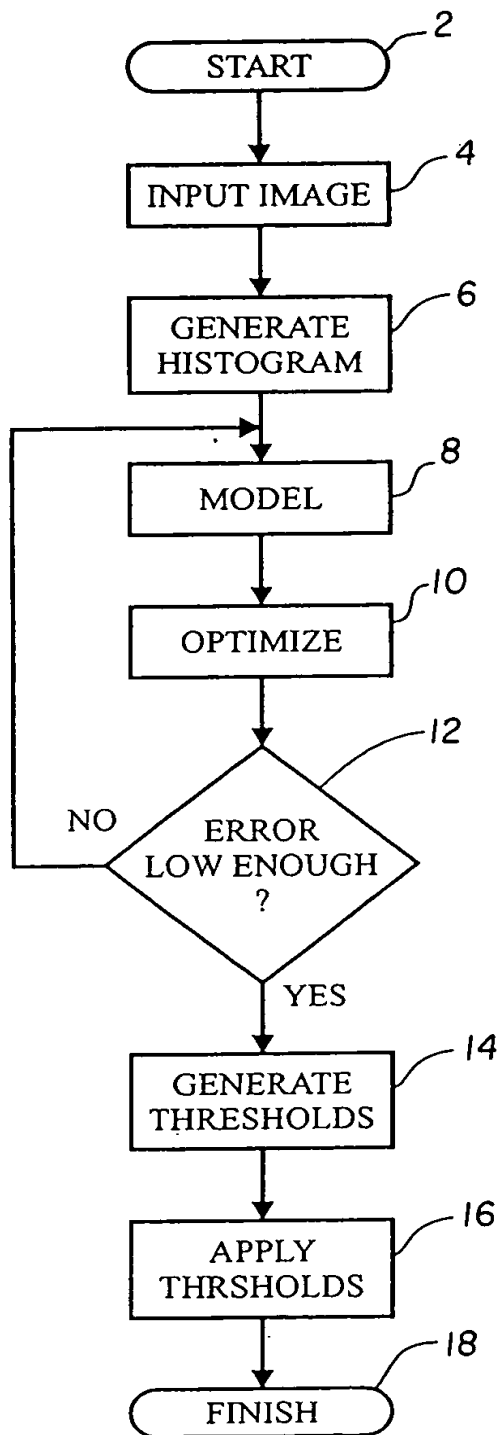 2
START
4
INPUT IMAGE
6
GENERATE
HISTOGRAM
8
MODEL
10
OPTIMIZE
12
NO
ERROR
LOW ENOUGH
?
YES
14
GENERATE
THRESHOLDS
16
APPLY
THRSHOLDS
18
FINISH